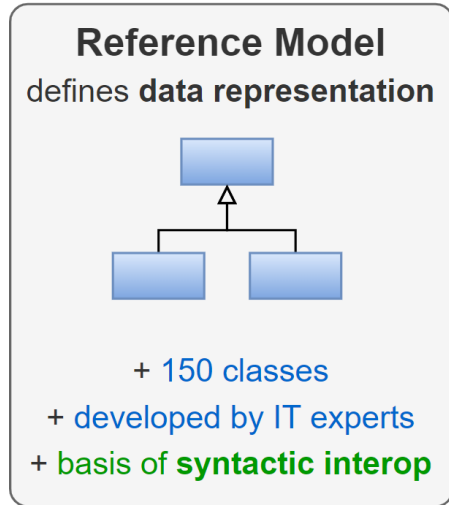 Reference Model
defines data representation
+ 150 classes
+ developed by IT experts
+ basis of syntactic interop